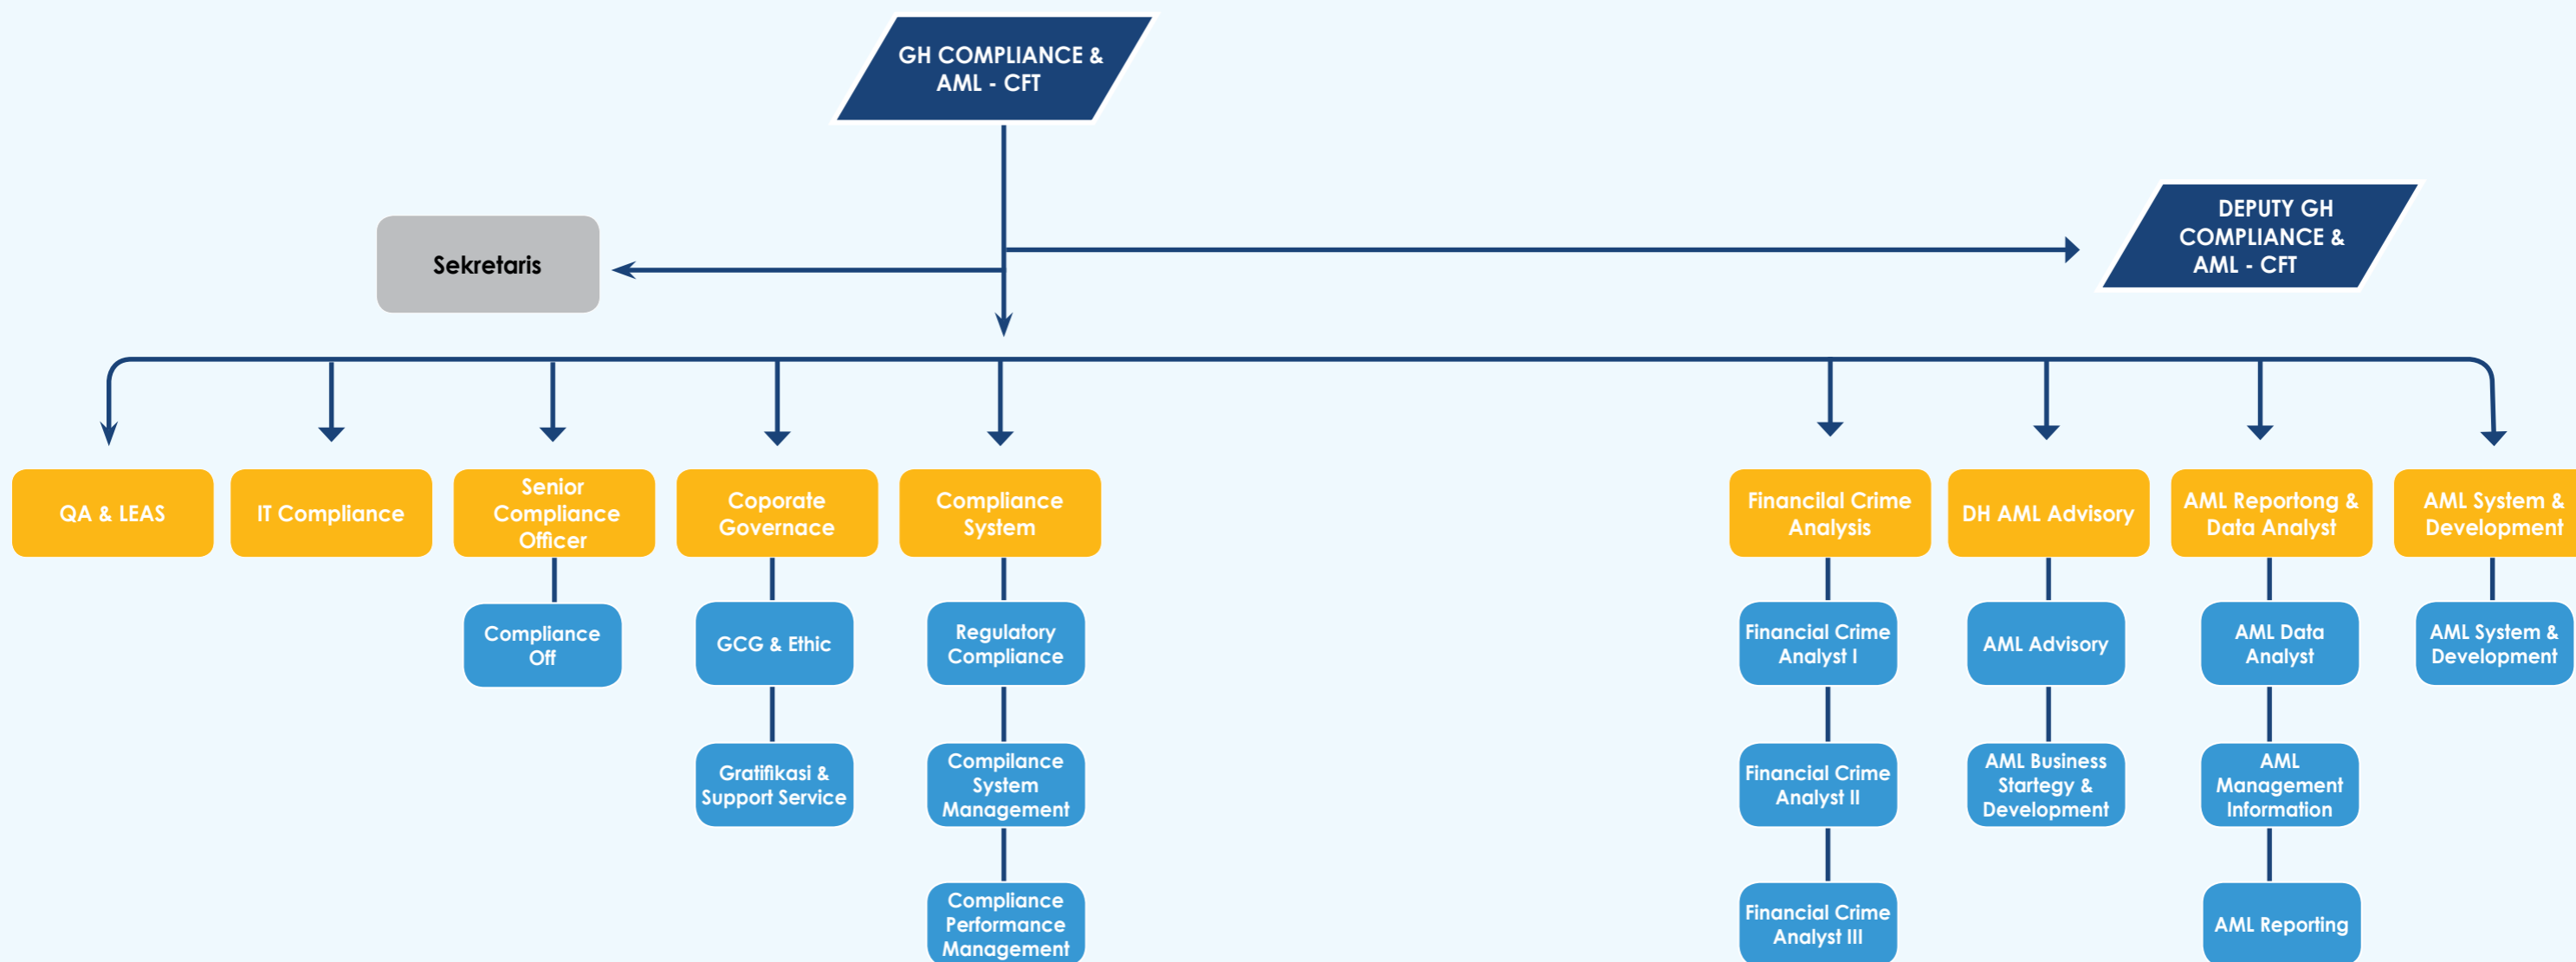 GH COMPLIANCE &
AML - CFT
DEPUTY GH
COMPLIANCE &
AML - CFT
Sekretaris
QA & LEAS
IT Compliance
Senior
Compliance
Officer
Coporate
Governace
Compliance
System
Financilal Crime
Analysis
DH AML Advisory
AML Reportong &
Data Analyst
AML System &
Development
Compliance
Off
GCG & Ethic
Regulatory
Compliance
Financial Crime
Analyst I
AML Advisory
AML Data
Analyst
AML System &
Development
Gratifikasi &
Support Service
Compilance
System
Management
Financial Crime
Analyst II
AML Business
Startegy &
Development
AML
Management
Information
Compliance
Performance
Management
Financial Crime
Analyst III
AML Reporting